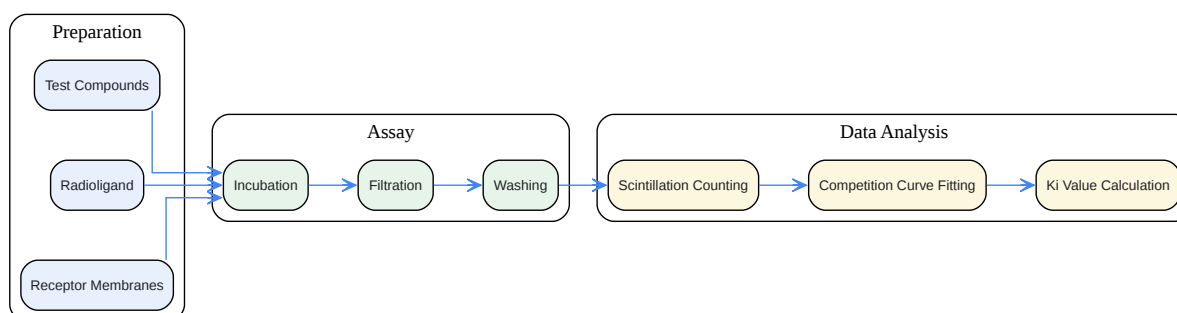 Preparation
Test Compounds
Radioligand
Receptor Membranes
Assay
Incubation
Filtration
Washing
Data Analysis
Scintillation Counting
Competition Curve Fitting
Ki Value Calculation